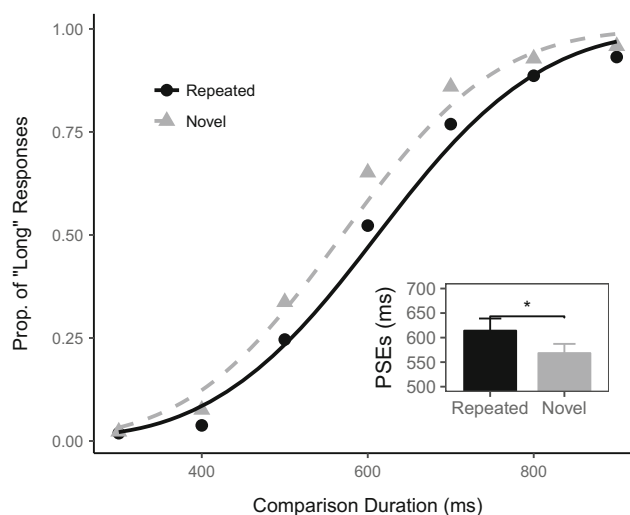 1.00
Repeated
Novel
0.75
Prop. of "Long" Responses
0.50
700
*
650
PSEs (ms)
600
0.25
550
500
Repeated Novel
0.00
400 600 800
Comparison Duration (ms)